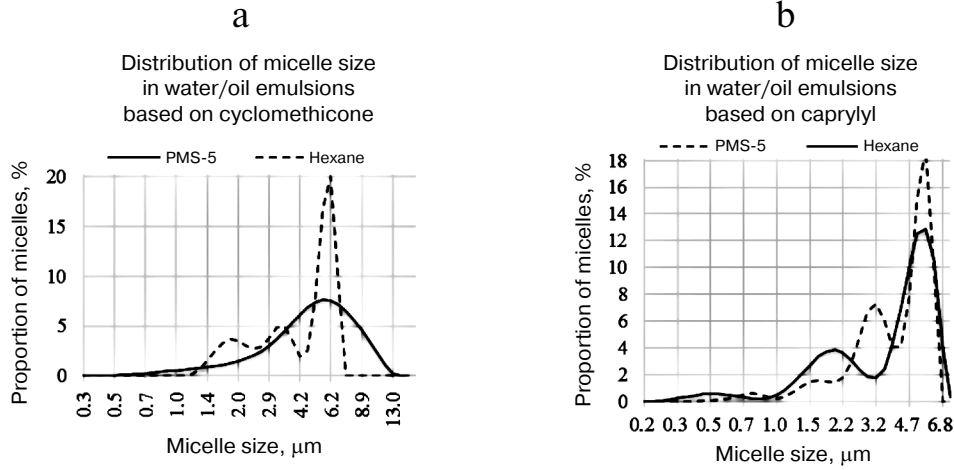 a
Distribution of micelle size
in water/oil emulsions
based on cyclomethicone
PMS-5 Hexane
Proportion of micelles, %
20
15
10
5
0
0.3 0.5 0.7 1.0 1.4 2.0 2.9 4.2 6.2 8.9 13.0
Micelle size, μm
b
Distribution of micelle size
in water/oil emulsions
based on caprylyl
PMS-5 Hexane
Proportion of micelles, %
18
16
14
12
10
8
6
4
2
0
0.2 0.3 0.5 0.7 1.0 1.5 2.2 3.2 4.7 6.8
Micelle size, μm